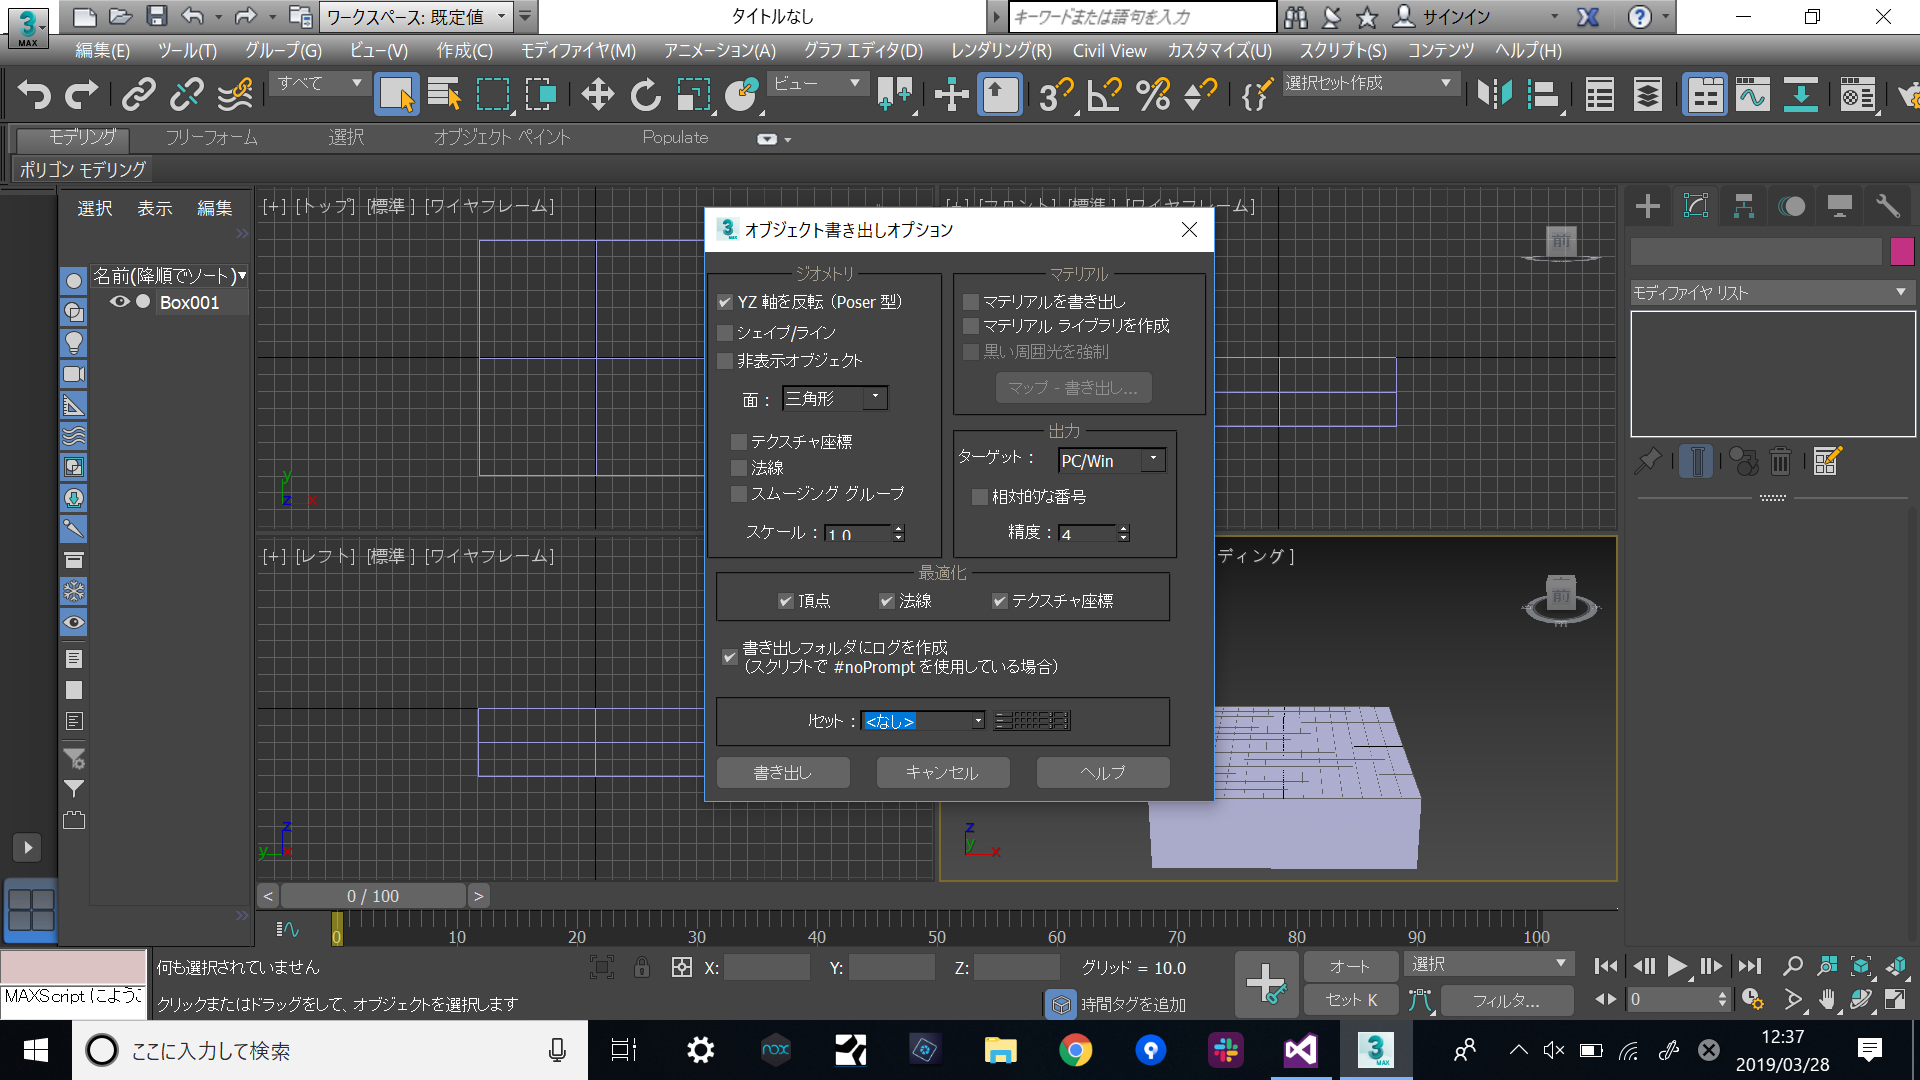 ワークスペース: 既定値
タイトルなし
キーワードまたは語句を入力
サインイン
MAX
編集(E)
ツール(T)
グループ(G)
ビュー(V)
作成(C)
モディファイヤ(M)
アニメーション(A)
グラフ エディタ(D)
レンダリング(R)
Civil View
カスタマイズ(U)
スクリプト(S)
コンテンツ
ヘルプ(H)
すべて
ビュー
選択セット作成
モデリング
フリーフォーム
選択
オブジェクト ペイント
Populate
ポリゴン モデリング
選択
表示
編集
名前(降順でソート)
Box001
[+] [トップ] [標準 ] [ワイヤフレーム]
[+] [フロント] [標準 ] [ワイヤフレーム]
[+] [レフト] [標準 ] [ワイヤフレーム]
ディング ]
前
前
モディファイヤ リスト
オブジェクト書き出しオプション
ジオメトリ
YZ 軸を反転 (Poser 型)
シェイプ/ライン
非表示オブジェクト
面 :
三角形
テクスチャ座標
法線
スムージング グループ
スケール :
1.0
マテリアル
マテリアルを書き出し
マテリアル ライブラリを作成
黒い周囲光を強制
マップ - 書き出し...
出力
ターゲット :
PC/Win
相対的な番号
精度 :
4
最適化
頂点
法線
テクスチャ座標
書き出しフォルダにログを作成
(スクリプトで #noPrompt を使用している場合)
リセット :
<なし>
書き出し
キャンセル
ヘルプ
0 / 100
0
10
20
30
40
50
60
70
80
90
100
何も選択されていません
X:
Y:
Z:
グリッド = 10.0
MAXScript にようこ
クリックまたはドラッグをして、オブジェクトを選択します
時間タグを追加
オート
選択
セット K
フィルタ...
0
ここに入力して検索
12:37
2019/03/28